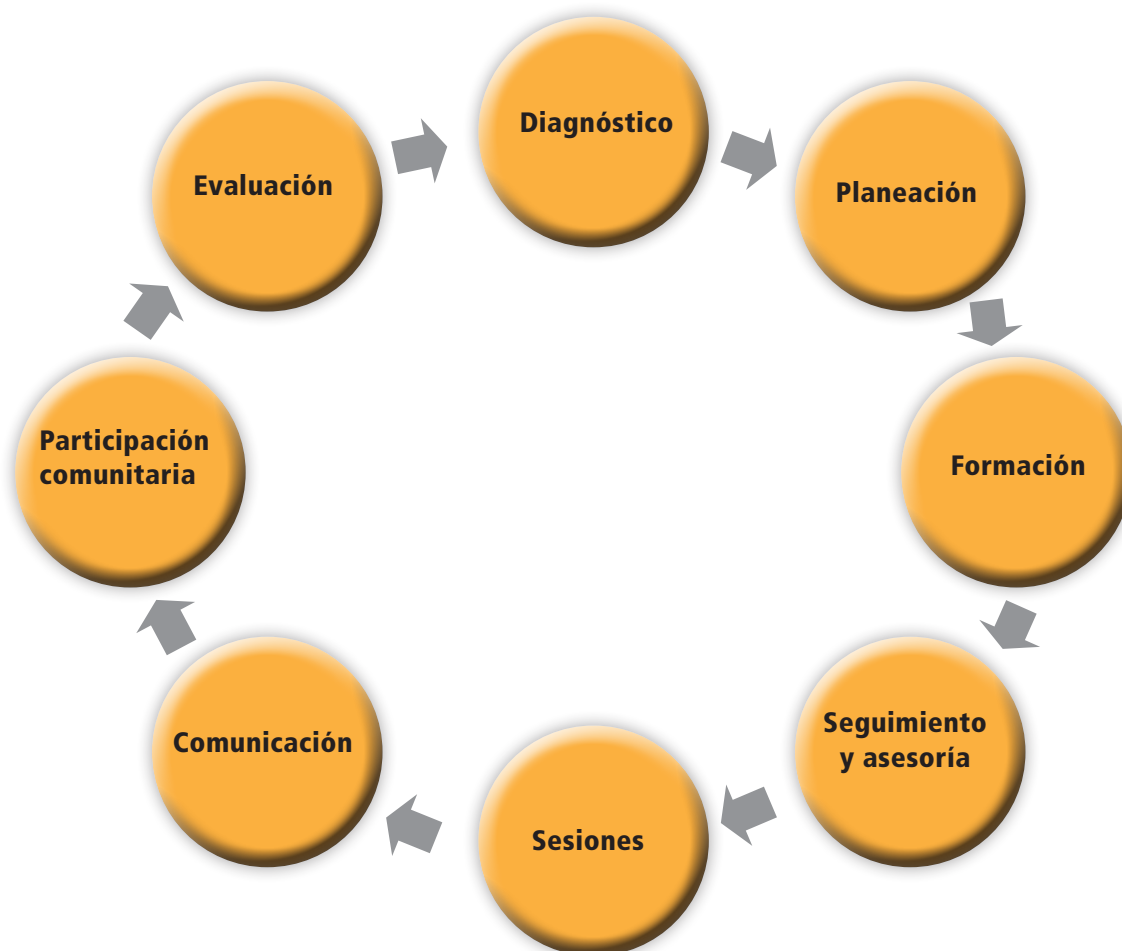 Diagnóstico
Planeación
Formación
Seguimiento
y asesoría
Sesiones
Comunicación
Participación
comunitaria
Evaluación